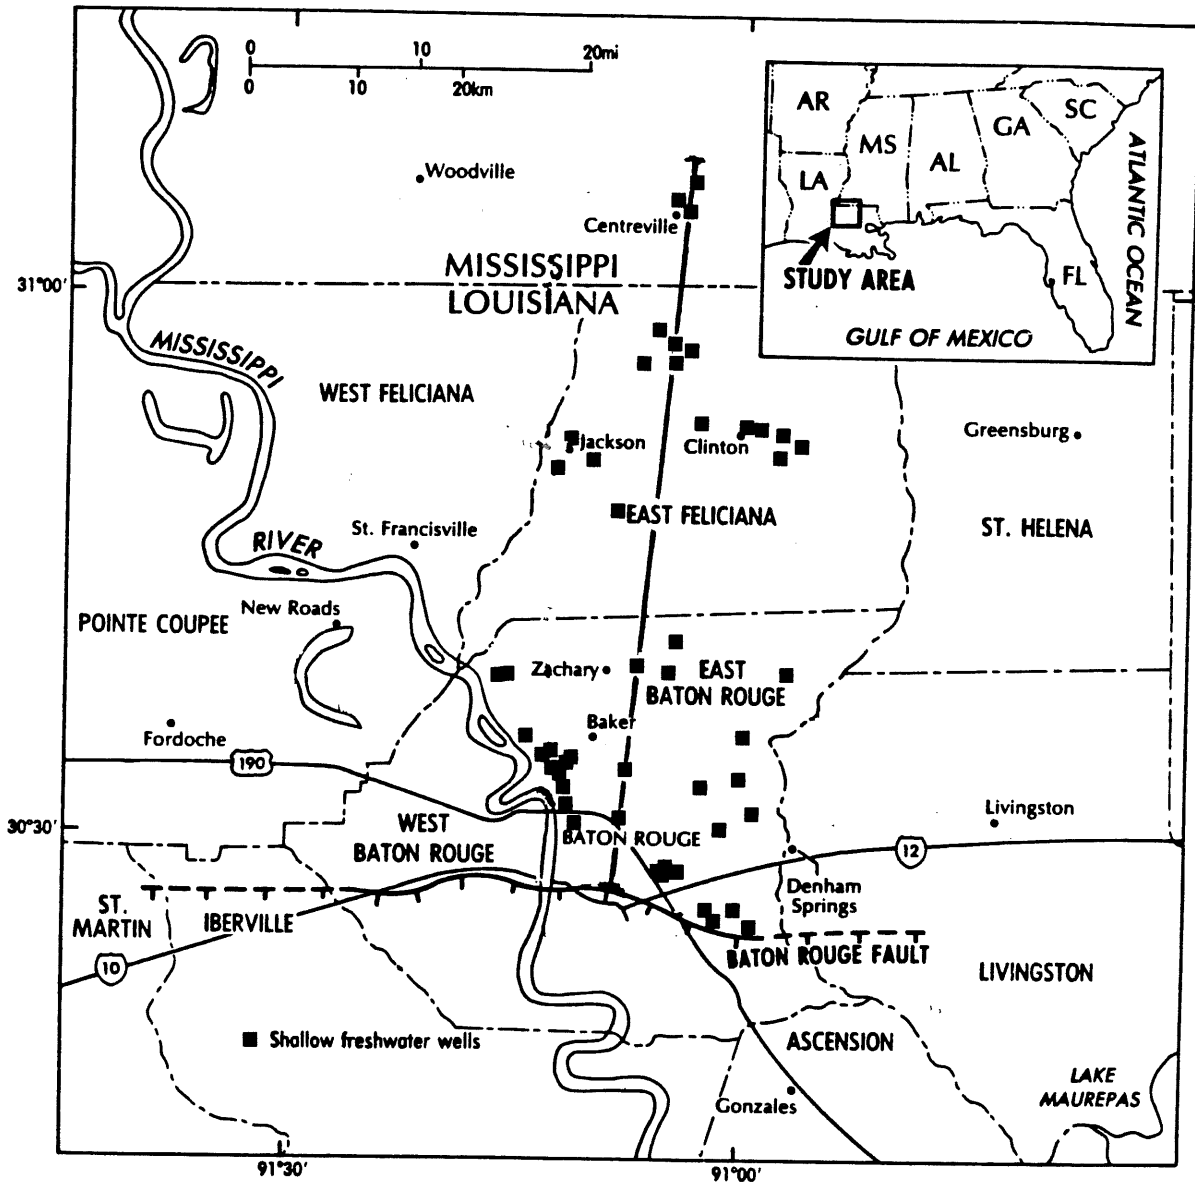 0 10 20mi
0 10 20km
AR
MS
AL
GA
SC
LA
FL
ATLANTIC OCEAN
STUDY AREA
GULF OF MEXICO
Woodville
Centreville
MISSISSIPPI
31°00'
LOUISIANA
MISSISSIPPI
WEST FELICIANA
Jackson
Clinton
Greensburg
EAST FELICIANA
ST. HELENA
St. Francisville
RIVER
New Roads
POINTE COUPEE
Zachary
EAST
BATON ROUGE
Baker
Fordoche
190
Livingston
30°30'
WEST
BATON ROUGE
BATON ROUGE
12
Denham
Springs
ST.
MARTIN
IBERVILLE
BATON ROUGE FAULT
10
LIVINGSTON
Shallow freshwater wells
ASCENSION
LAKE
MAUREPAS
Gonzales
91°30'
91°00'